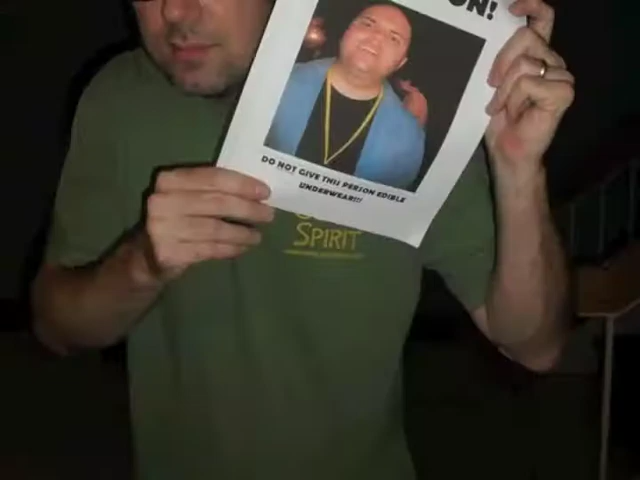 ON!
DO NOT GIVE THIS PERSON EDIBLE
UNDERWEAR!!!
SPIRIT